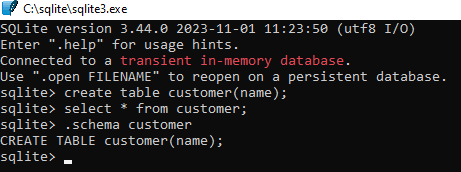 C:\sqlite\sqlite3.exe
SQLite version 3.44.0 2023-11-01 11:23:50 (utf8 I/O)
Enter ".help" for usage hints.
Connected to a transient in-memory database.
Use ".open FILENAME" to reopen on a persistent database.
sqlite> create table customer(name);
sqlite> select * from customer;
sqlite> .schema customer
CREATE TABLE customer(name);
sqlite>